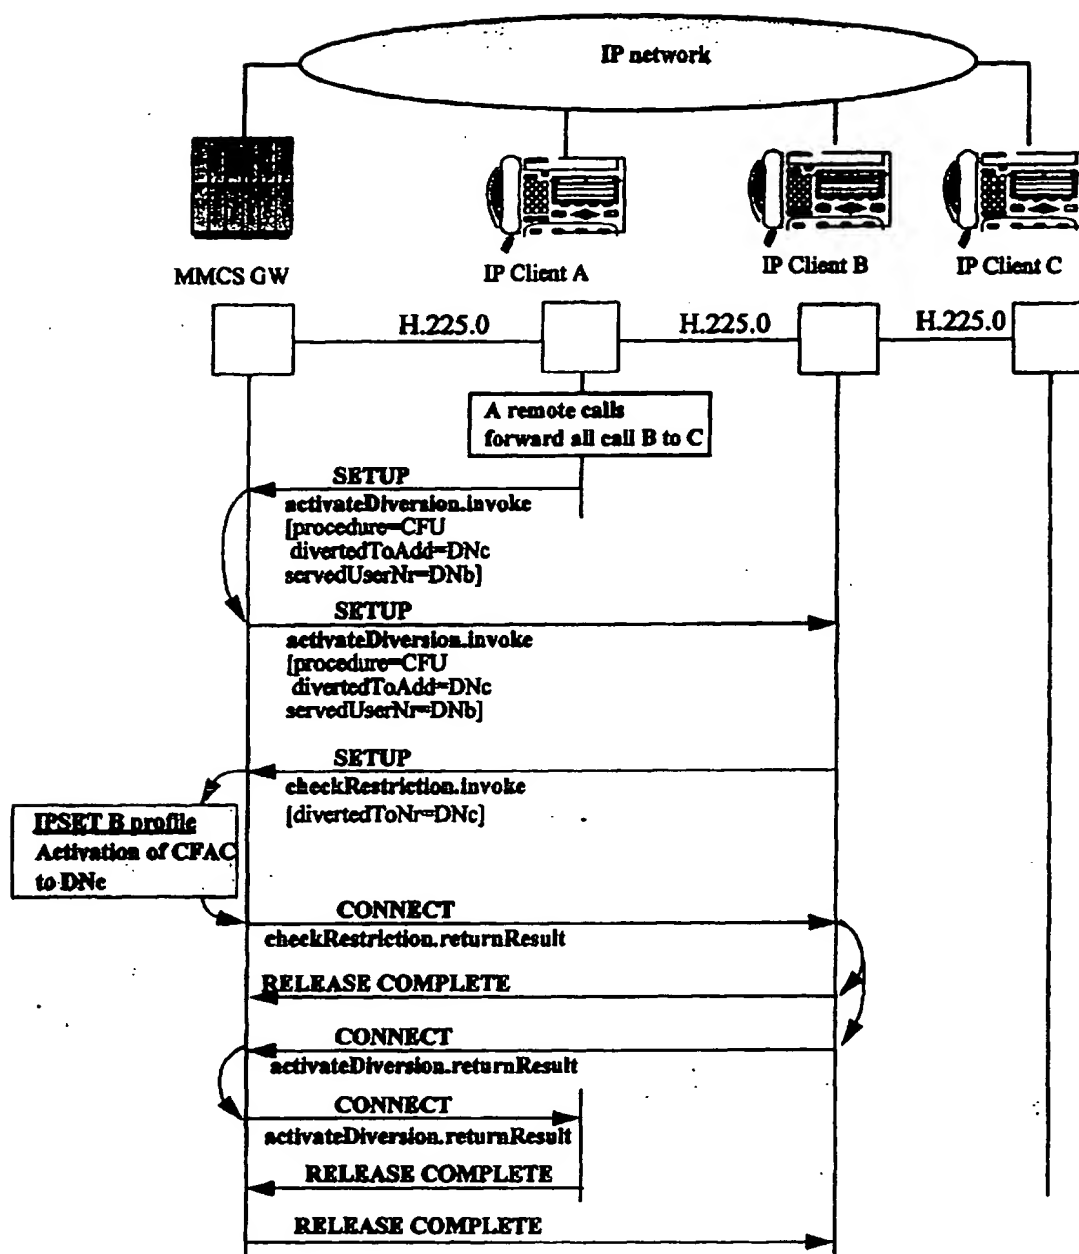 IP network
MMCS GW
IP Client A
IP Client B
IP Client C
H.225.0
H.225.0
H.225.0
A remote calls
forward all call B to C
SETUP
activateDiversion.invoke
[procedure=CFU
divertedToAdd=DNc
servedUserNr=DNb]
SETUP
activateDiversion.invoke
[procedure=CFU
divertedToAdd=DNc
servedUserNr=DNb]
SETUP
checkRestriction.invoke
[divertedToNr=DNc]
IPSET B profile
Activation of CFAC
to DNc
CONNECT
checkRestriction.returnResult
RELEASE COMPLETE
CONNECT
activateDiversion.returnResult
CONNECT
activateDiversion.returnResult
RELEASE COMPLETE
RELEASE COMPLETE